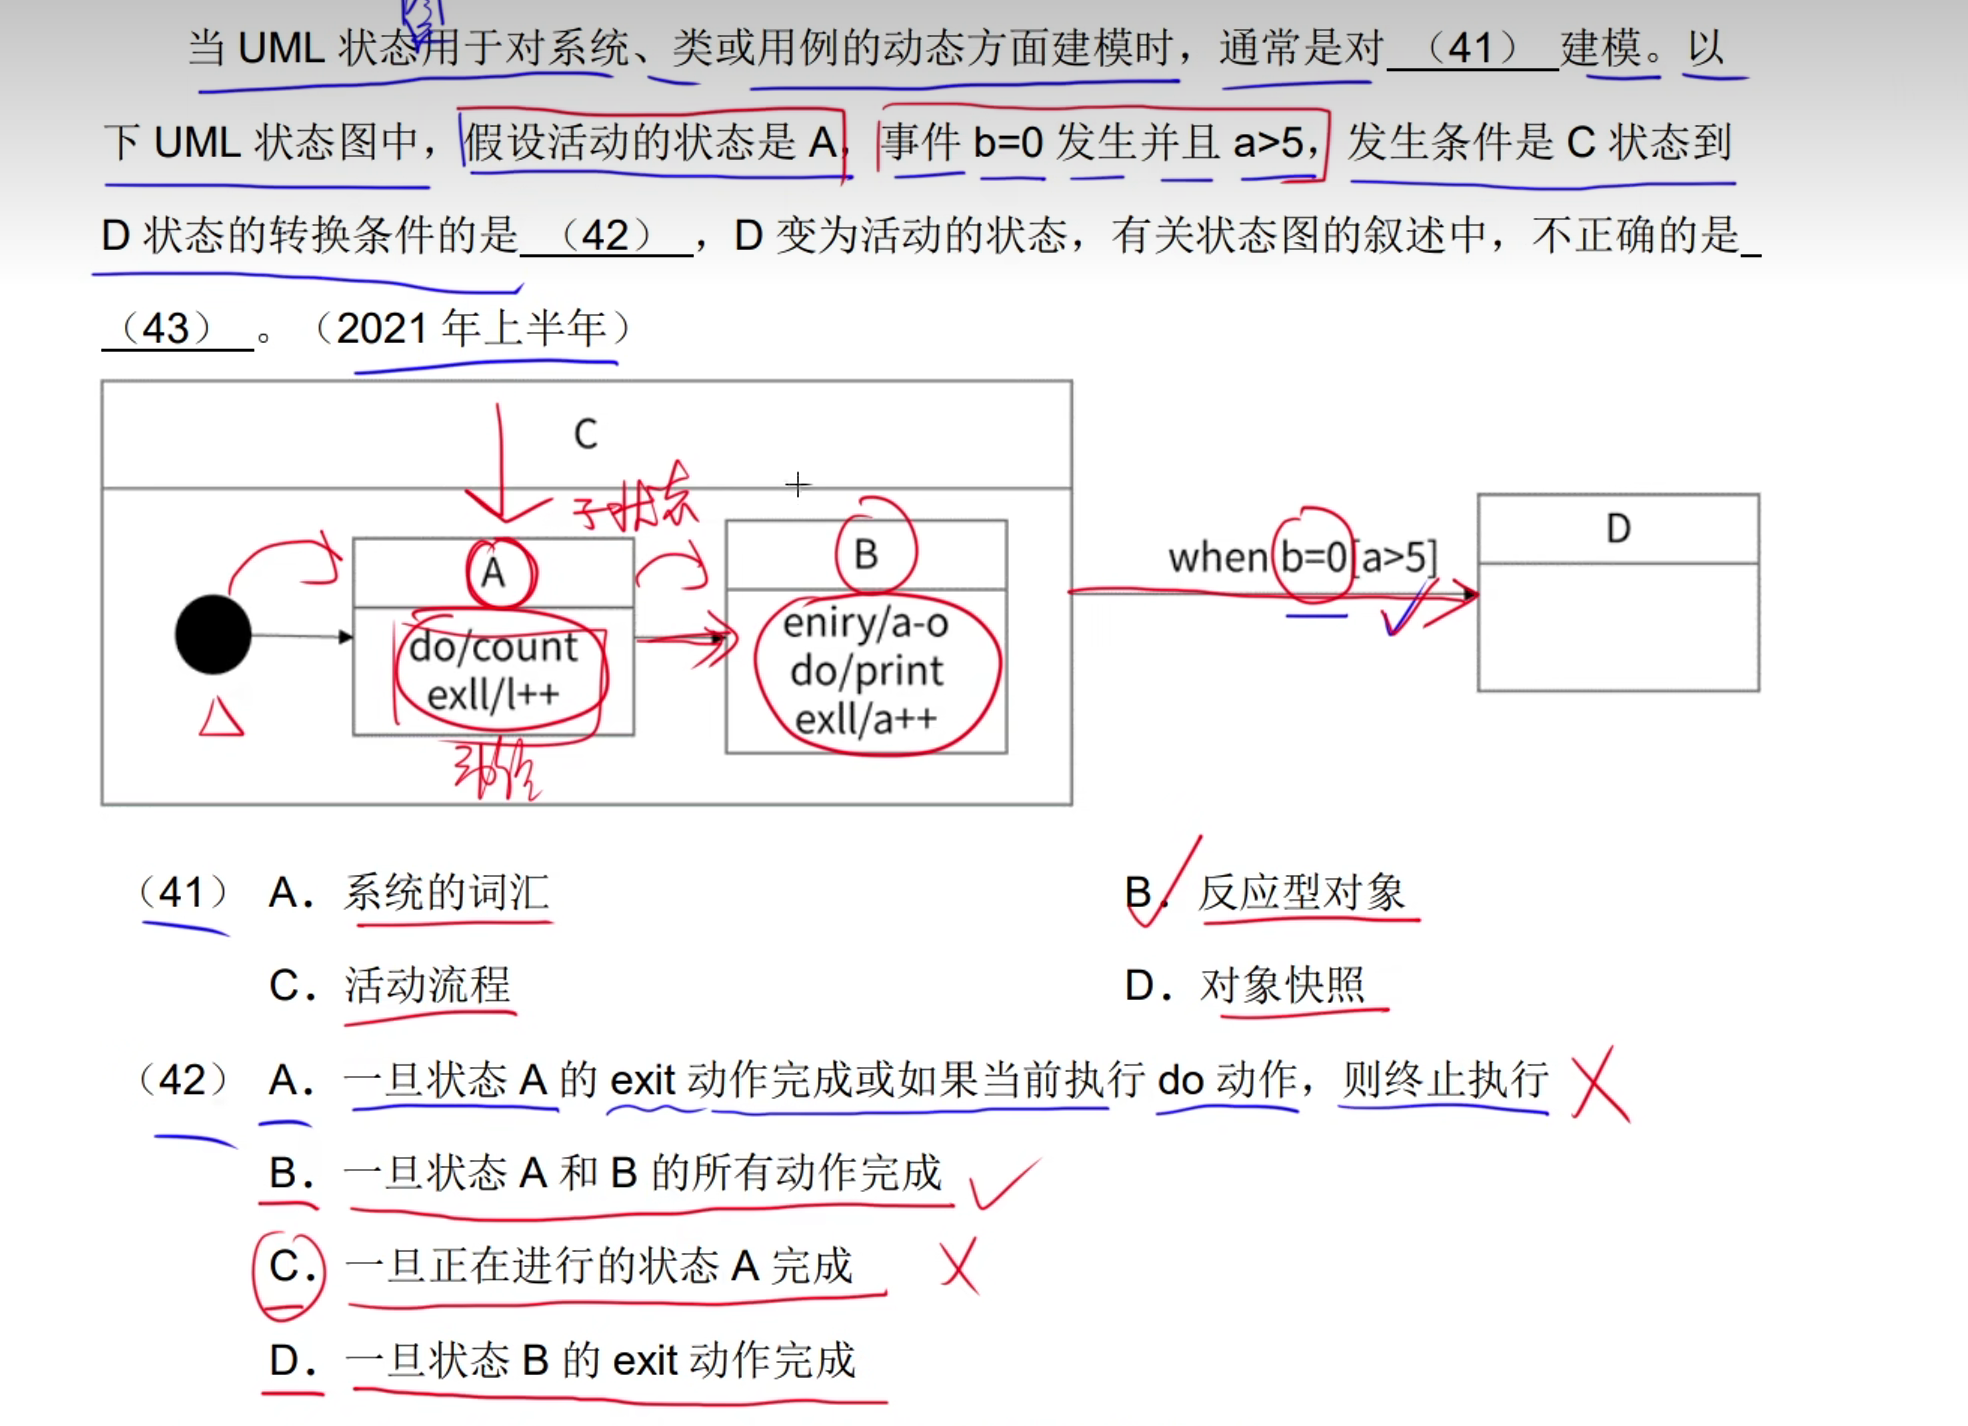 图
当 UML 状态用于对系统、类或用例的动态方面建模时，通常是对 （41） 建模。以
下 UML 状态图中，假设活动的状态是 A，事件 b=0 发生并且 a>5，发生条件是 C 状态到
D 状态的转换条件的是 （42） ，D 变为活动的状态，有关状态图的叙述中，不正确的是
（43） 。（2021 年上半年）
C
子状态
A
do/count
exll/l++
动作
B
eniry/a-o
do/print
exll/a++
when b=0[a>5]
D
（41） A．系统的词汇 B．反应型对象
C．活动流程 D．对象快照
（42） A．一旦状态 A 的 exit 动作完成或如果当前执行 do 动作，则终止执行
B．一旦状态 A 和 B 的所有动作完成
C．一旦正在进行的状态 A 完成
D．一旦状态 B 的 exit 动作完成